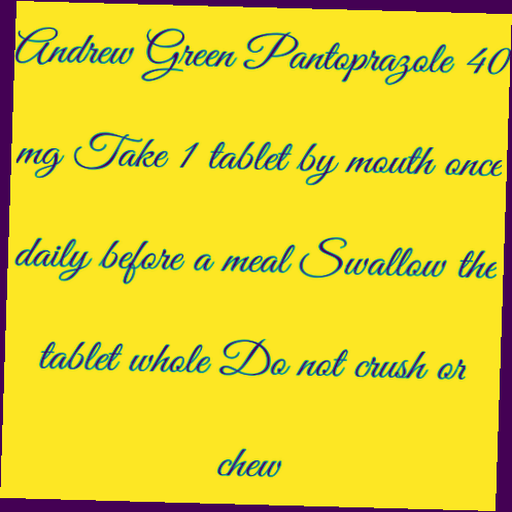 Andrew Green Pantoprazole 40
mg Take 1 tablet by mouth once
daily before a meal Swallow the
tablet whole Do not crush or
chew